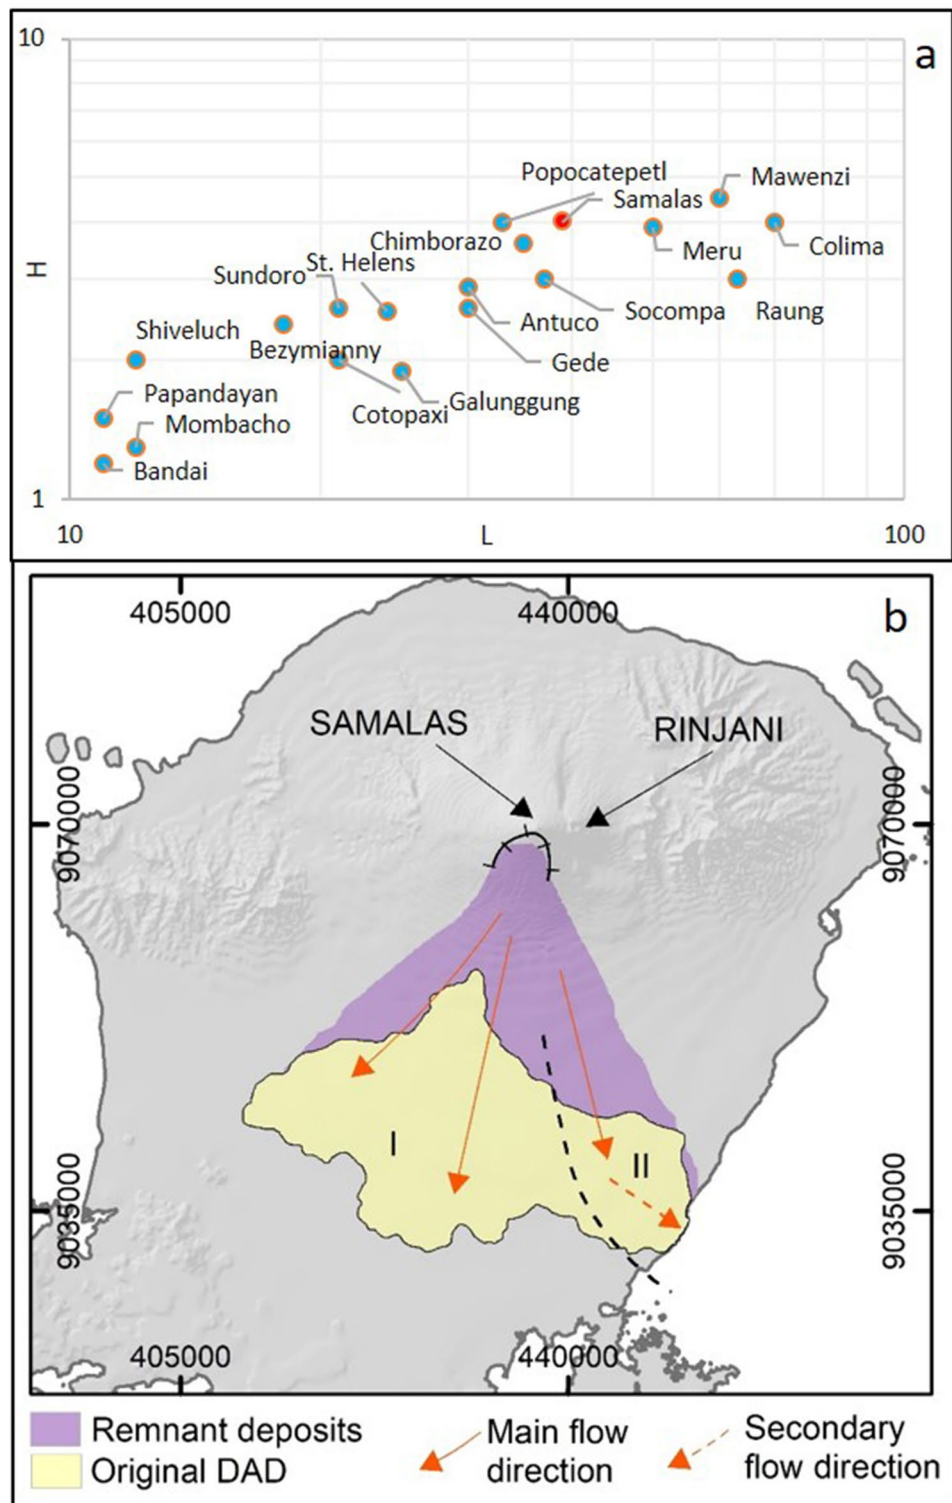 10
a
Popocatepetl
Mawenzi
Samalas
Chimborazo
Meru
Colima
Sundoro
St. Helens
H
Socompa
Raung
Antuco
Shiveluch
Bezymianny
Gede
Papandayan
Galunggung
Cotopaxi
Mombacho
Bandai
1
10
L
100
405000
440000
b
SAMALAS
RINJANI
9070000
9070000
I
II
9035000
9035000
405000
440000
Remnant deposits
Original DAD
Main flow
direction
Secondary
flow direction